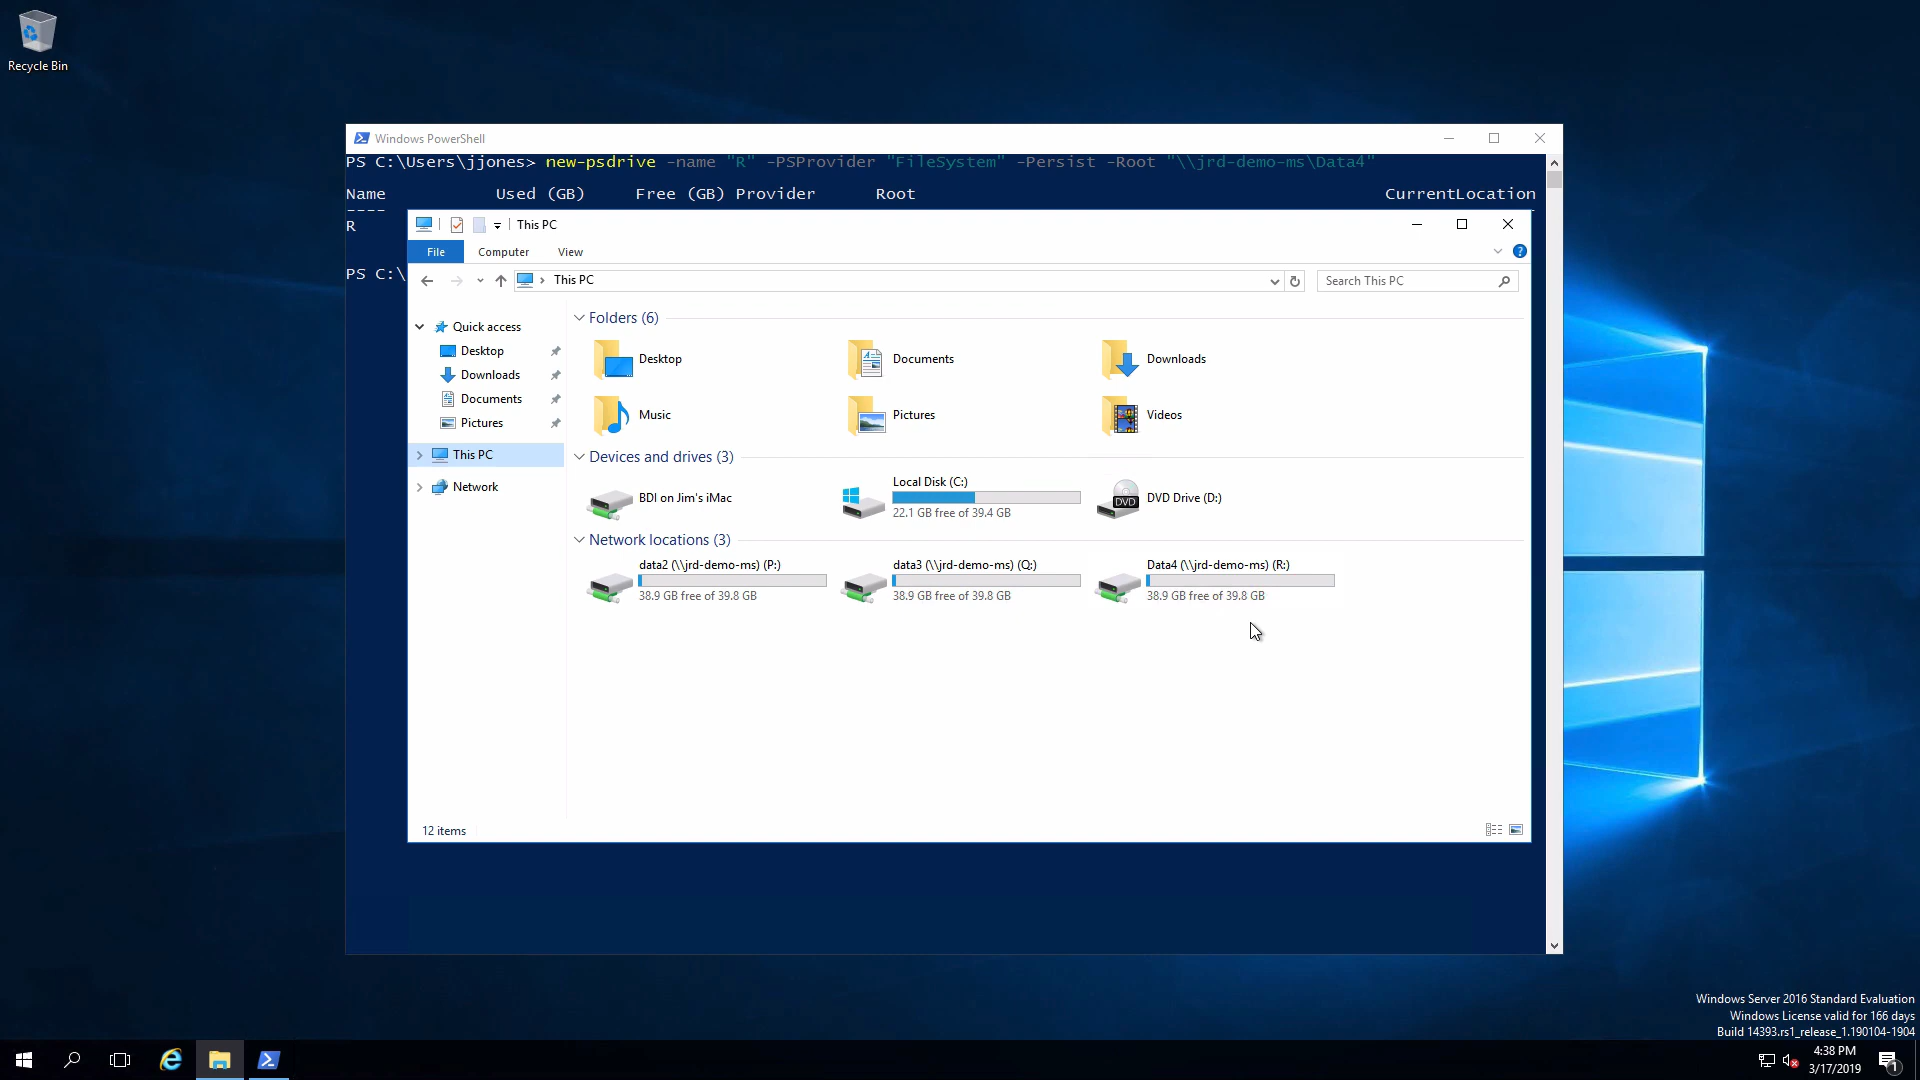 Recycle Bin
Windows PowerShell
PS C:\Users\jjones> new-psdrive -name "R" -PSProvider "FileSystem" -Persist -Root "\\jrd-demo-ms\Data4"
Name Used (GB) Free (GB) Provider Root CurrentLocation
----
R
PS C:\
This PC
File Computer View
This PC
Search This PC
Quick access
Desktop
Downloads
Documents
Pictures
This PC
Network
Folders (6)
Desktop
Documents
Downloads
Music
Pictures
Videos
Devices and drives (3)
BDI on Jim's iMac
Local Disk (C:)
22.1 GB free of 39.4 GB
DVD
DVD Drive (D:)
Network locations (3)
data2 (\\jrd-demo-ms) (P:)
38.9 GB free of 39.8 GB
data3 (\\jrd-demo-ms) (Q:)
38.9 GB free of 39.8 GB
Data4 (\\jrd-demo-ms) (R:)
38.9 GB free of 39.8 GB
12 items
Windows Server 2016 Standard Evaluation
Windows License valid for 166 days
Build 14393.rs1_release_1.190104-1904
4:38 PM
3/17/2019
1